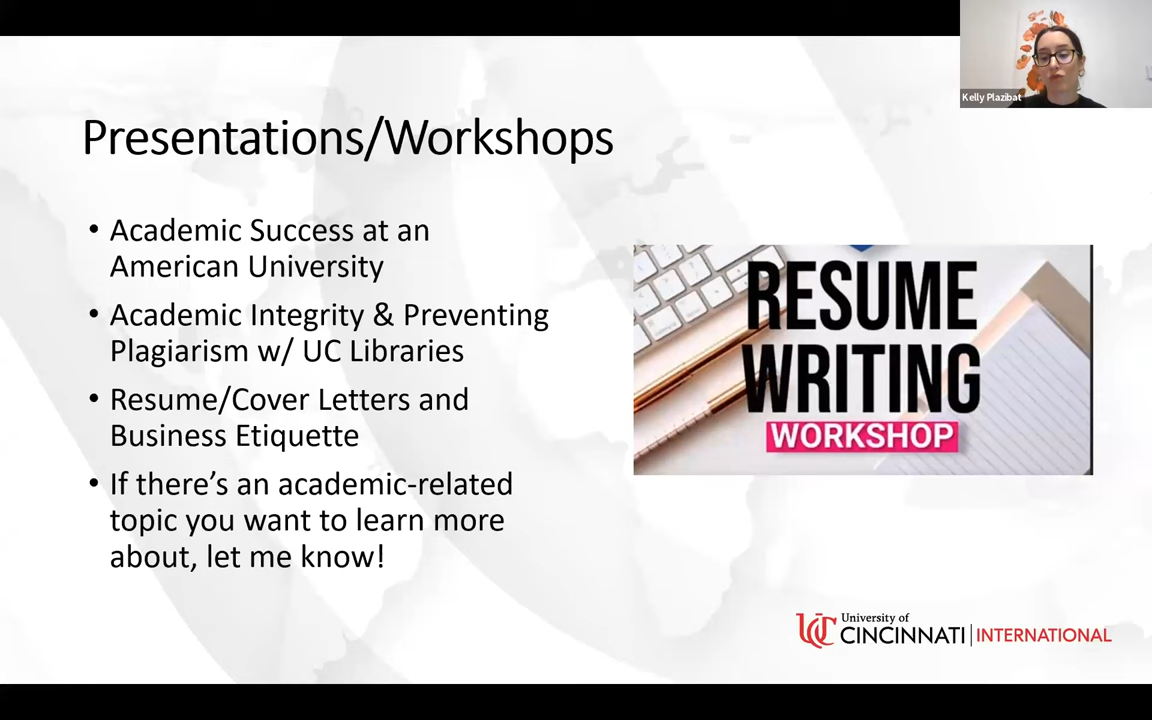 Kelly Plazibat
Presentations/Workshops
• Academic Success at an
American University
• Academic Integrity & Preventing
Plagiarism w/ UC Libraries
• Resume/Cover Letters and
Business Etiquette
• If there’s an academic-related
topic you want to learn more
about, let me know!
RESUME
WRITING
WORKSHOP
UC University of
CINCINNATI | INTERNATIONAL